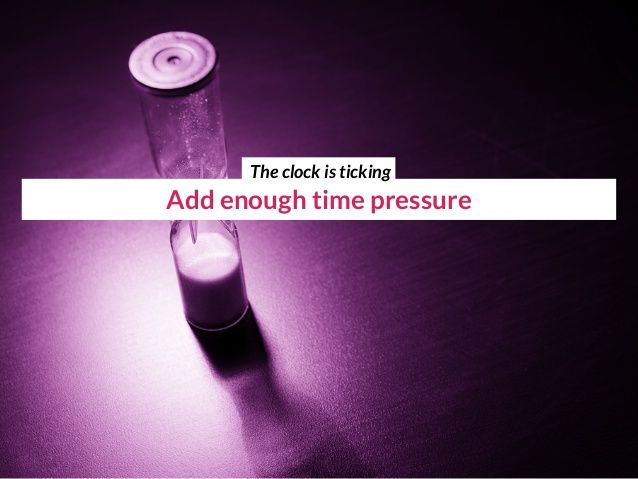 The clock is ticking
Add enough time pressure